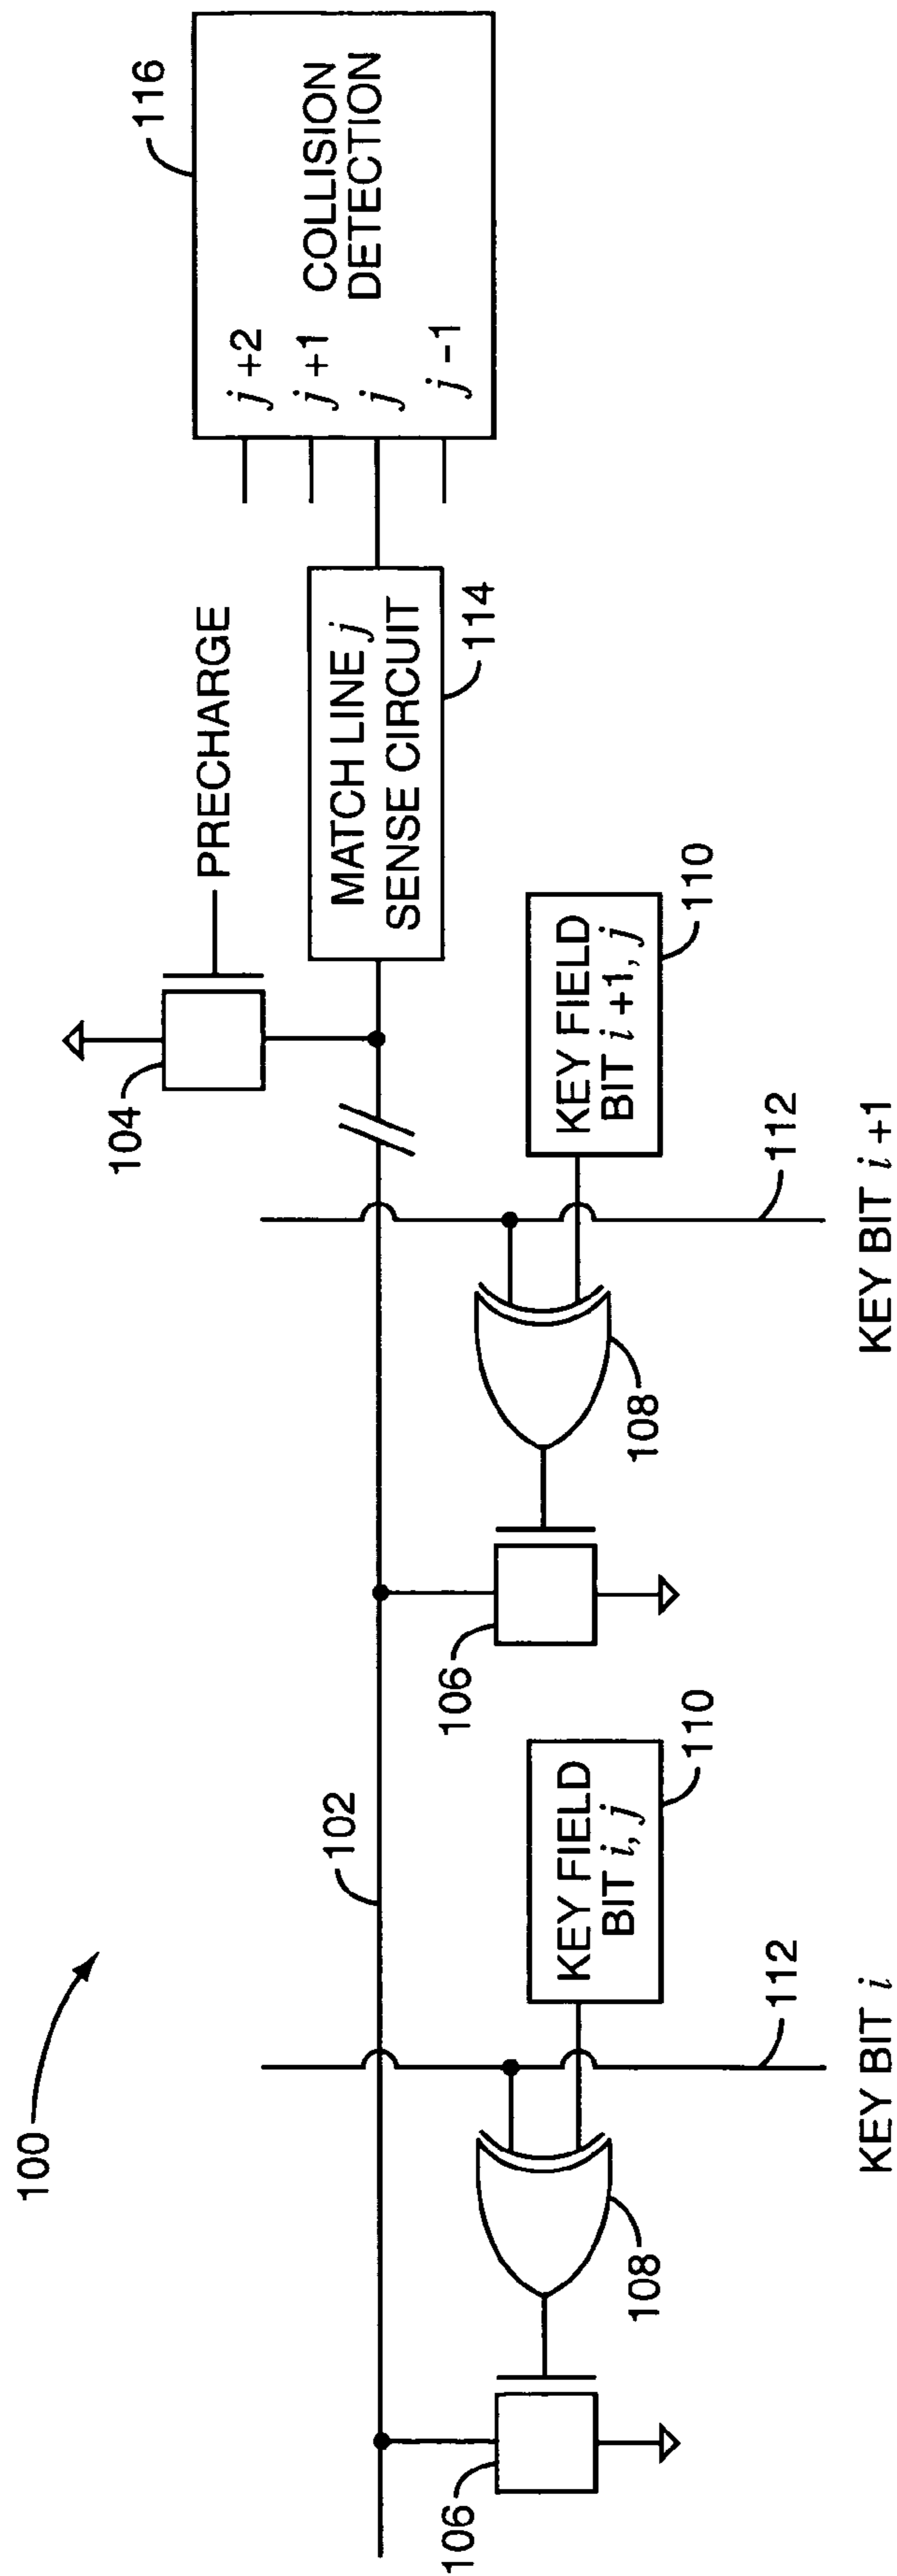 100
102
104
PRECHARGE
116
j +2
j +1
j
j -1
COLLISION
DETECTION
MATCH LINE j
SENSE CIRCUIT
114
106
108
KEY FIELD
BIT i, j
110
112
KEY BIT i
106
108
KEY FIELD
BIT i +1, j
110
112
KEY BIT i +1